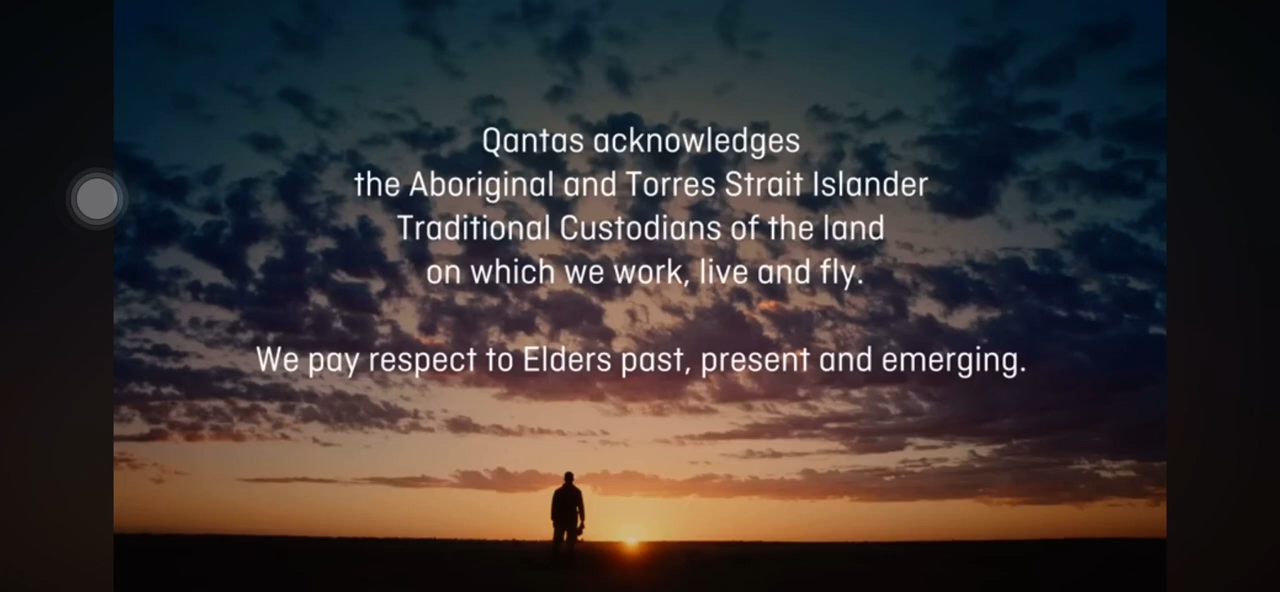 Qantas acknowledges
the Aboriginal and Torres Strait Islander
Traditional Custodians of the land
on which we work, live and fly.
We pay respect to Elders past, present and emerging.